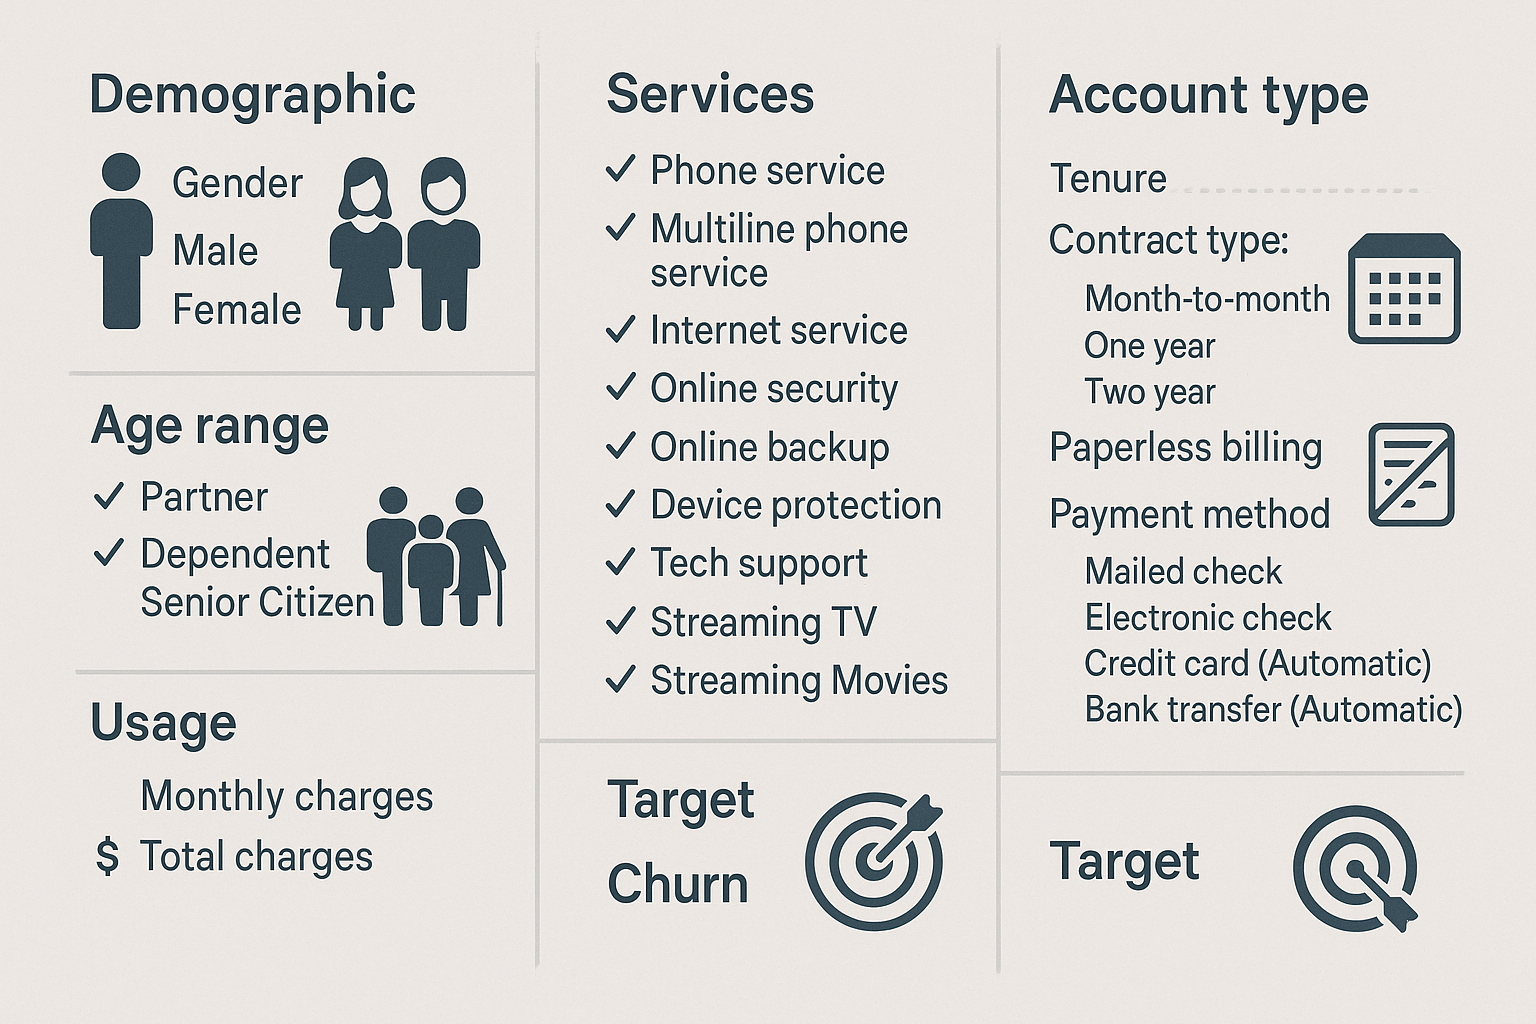 Demographic
Gender
Male
Female
Age range
✓ Partner
✓ Dependent
Senior Citizen
Usage
Monthly charges
$ Total charges
Services
✓ Phone service
✓ Multiline phone
service
✓ Internet service
✓ Online security
✓ Online backup
✓ Device protection
✓ Tech support
✓ Streaming TV
✓ Streaming Movies
Target
Churn
Account type
Tenure
Contract type:
Month-to-month
One year
Two year
Paperless billing
Payment method
Mailed check
Electronic check
Credit card (Automatic)
Bank transfer (Automatic)
Target